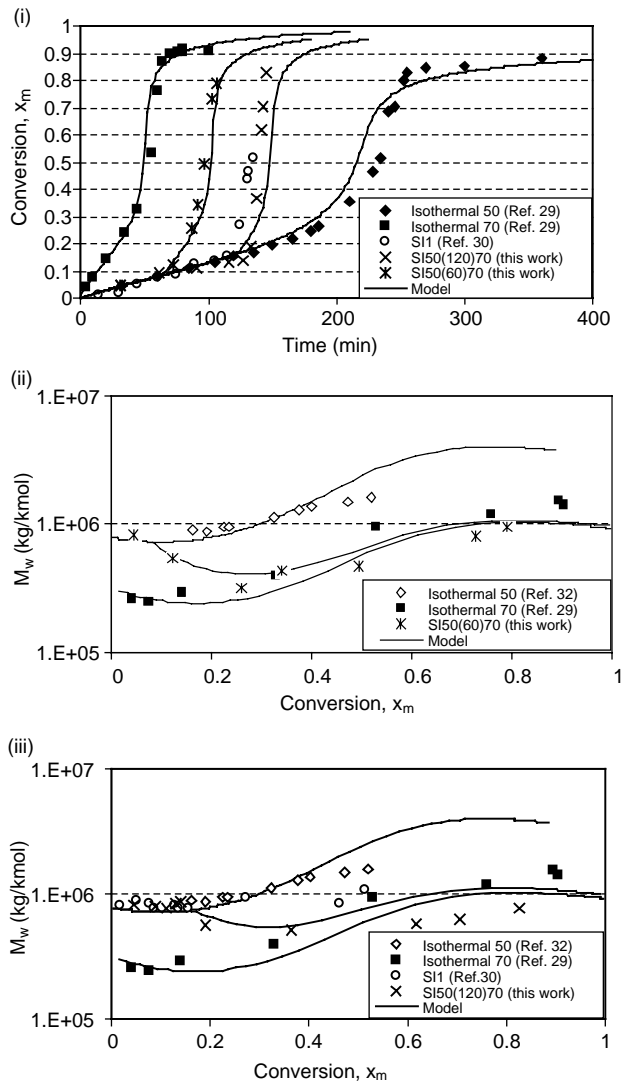 (i)
1
0.9
0.8
0.7
0.6
0.5
0.4
0.3
0.2
0.1
0
Conversion, xm
0 100 200 300 400
Time (min)
Isothermal 50 (Ref. 29)
Isothermal 70 (Ref. 29)
SI1 (Ref. 30)
SI50(120)70 (this work)
SI50(60)70 (this work)
Model
(ii)
1.E+07
1.E+06
1.E+05
Mw (kg/kmol)
0 0.2 0.4 0.6 0.8 1
Conversion, xm
Isothermal 50 (Ref. 32)
Isothermal 70 (Ref. 29)
SI50(60)70 (this work)
Model
(iii)
1.E+07
1.E+06
1.E+05
Mw (kg/kmol)
0 0.2 0.4 0.6 0.8 1
Conversion, xm
Isothermal 50 (Ref. 32)
Isothermal 70 (Ref. 29)
SI1 (Ref.30)
SI50(120)70 (this work)
Model